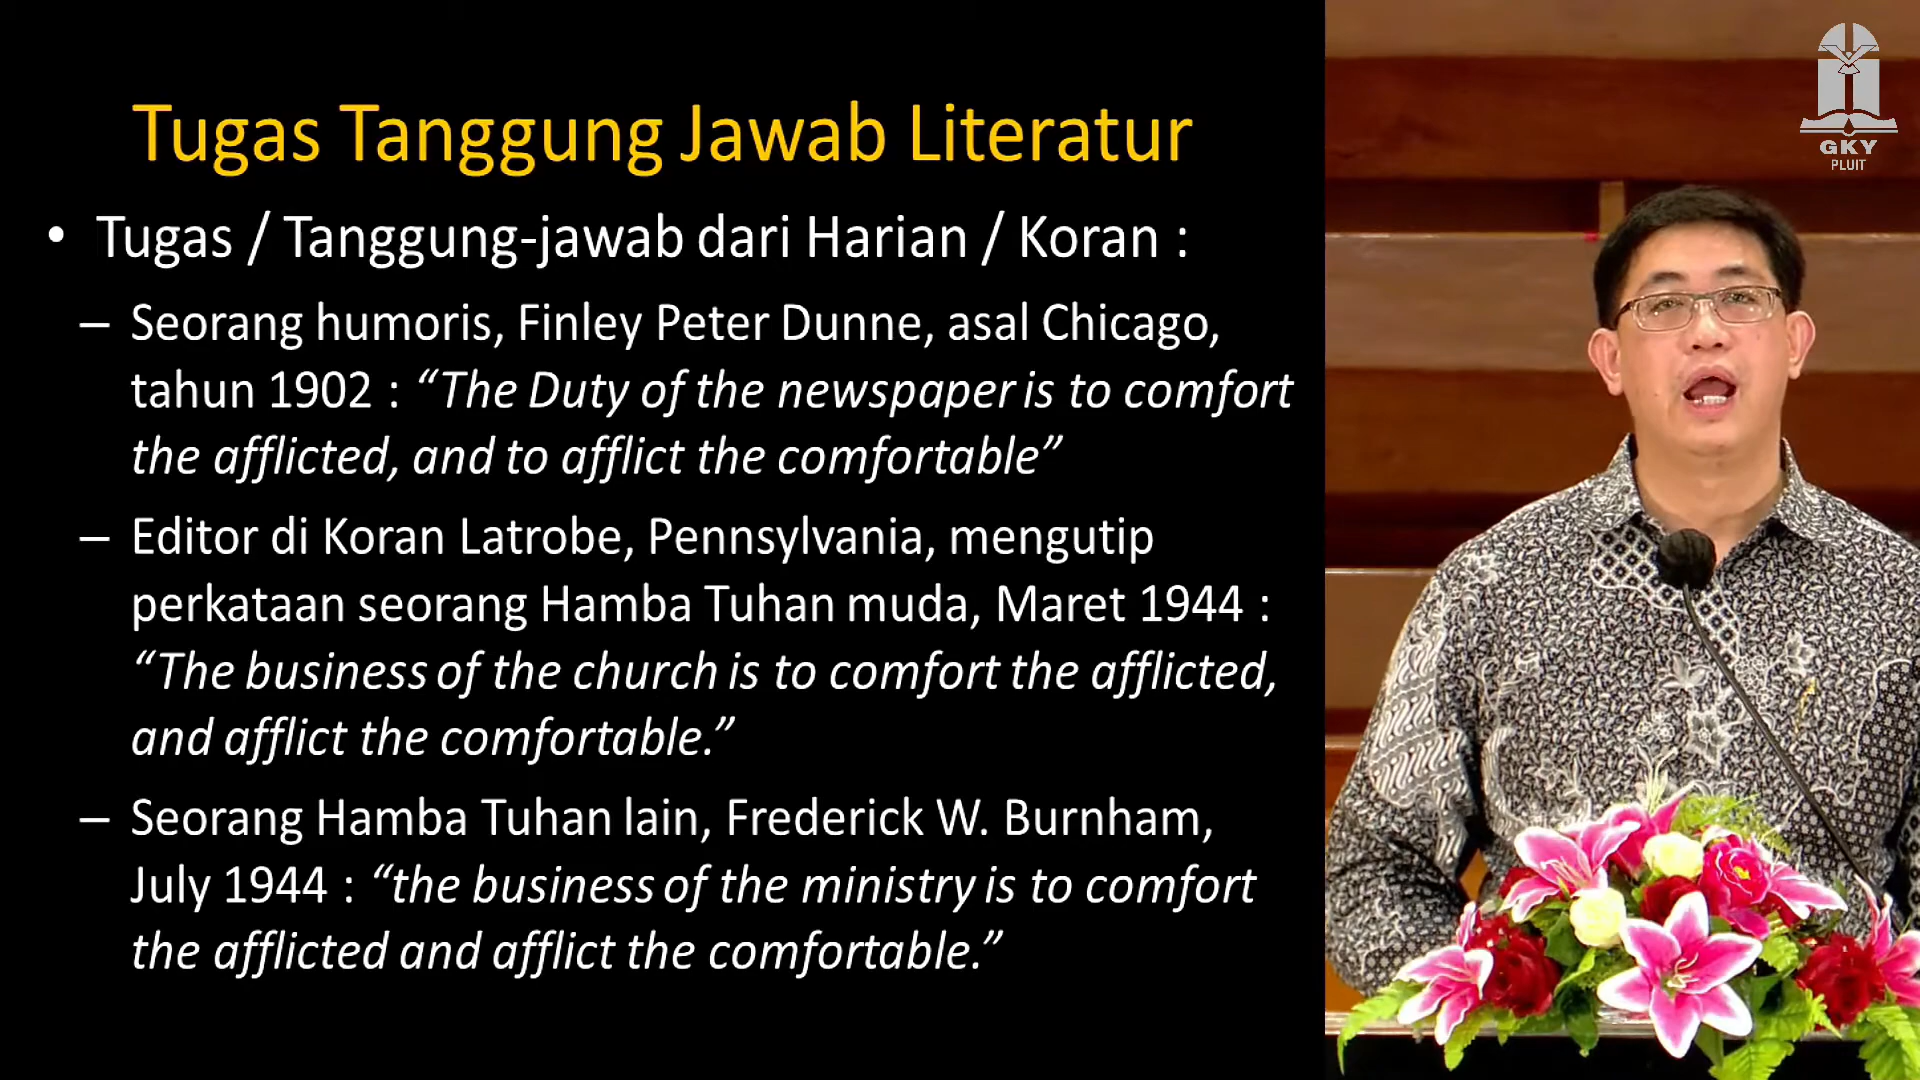 Tugas Tanggung Jawab Literatur
• Tugas / Tanggung-jawab dari Harian / Koran :
– Seorang humoris, Finley Peter Dunne, asal Chicago,
tahun 1902 : “The Duty of the newspaper is to comfort
the afflicted, and to afflict the comfortable”
– Editor di Koran Latrobe, Pennsylvania, mengutip
perkataan seorang Hamba Tuhan muda, Maret 1944 :
“The business of the church is to comfort the afflicted,
and afflict the comfortable.”
– Seorang Hamba Tuhan lain, Frederick W. Burnham,
July 1944 : “the business of the ministry is to comfort
the afflicted and afflict the comfortable.”
GKY
PLUIT